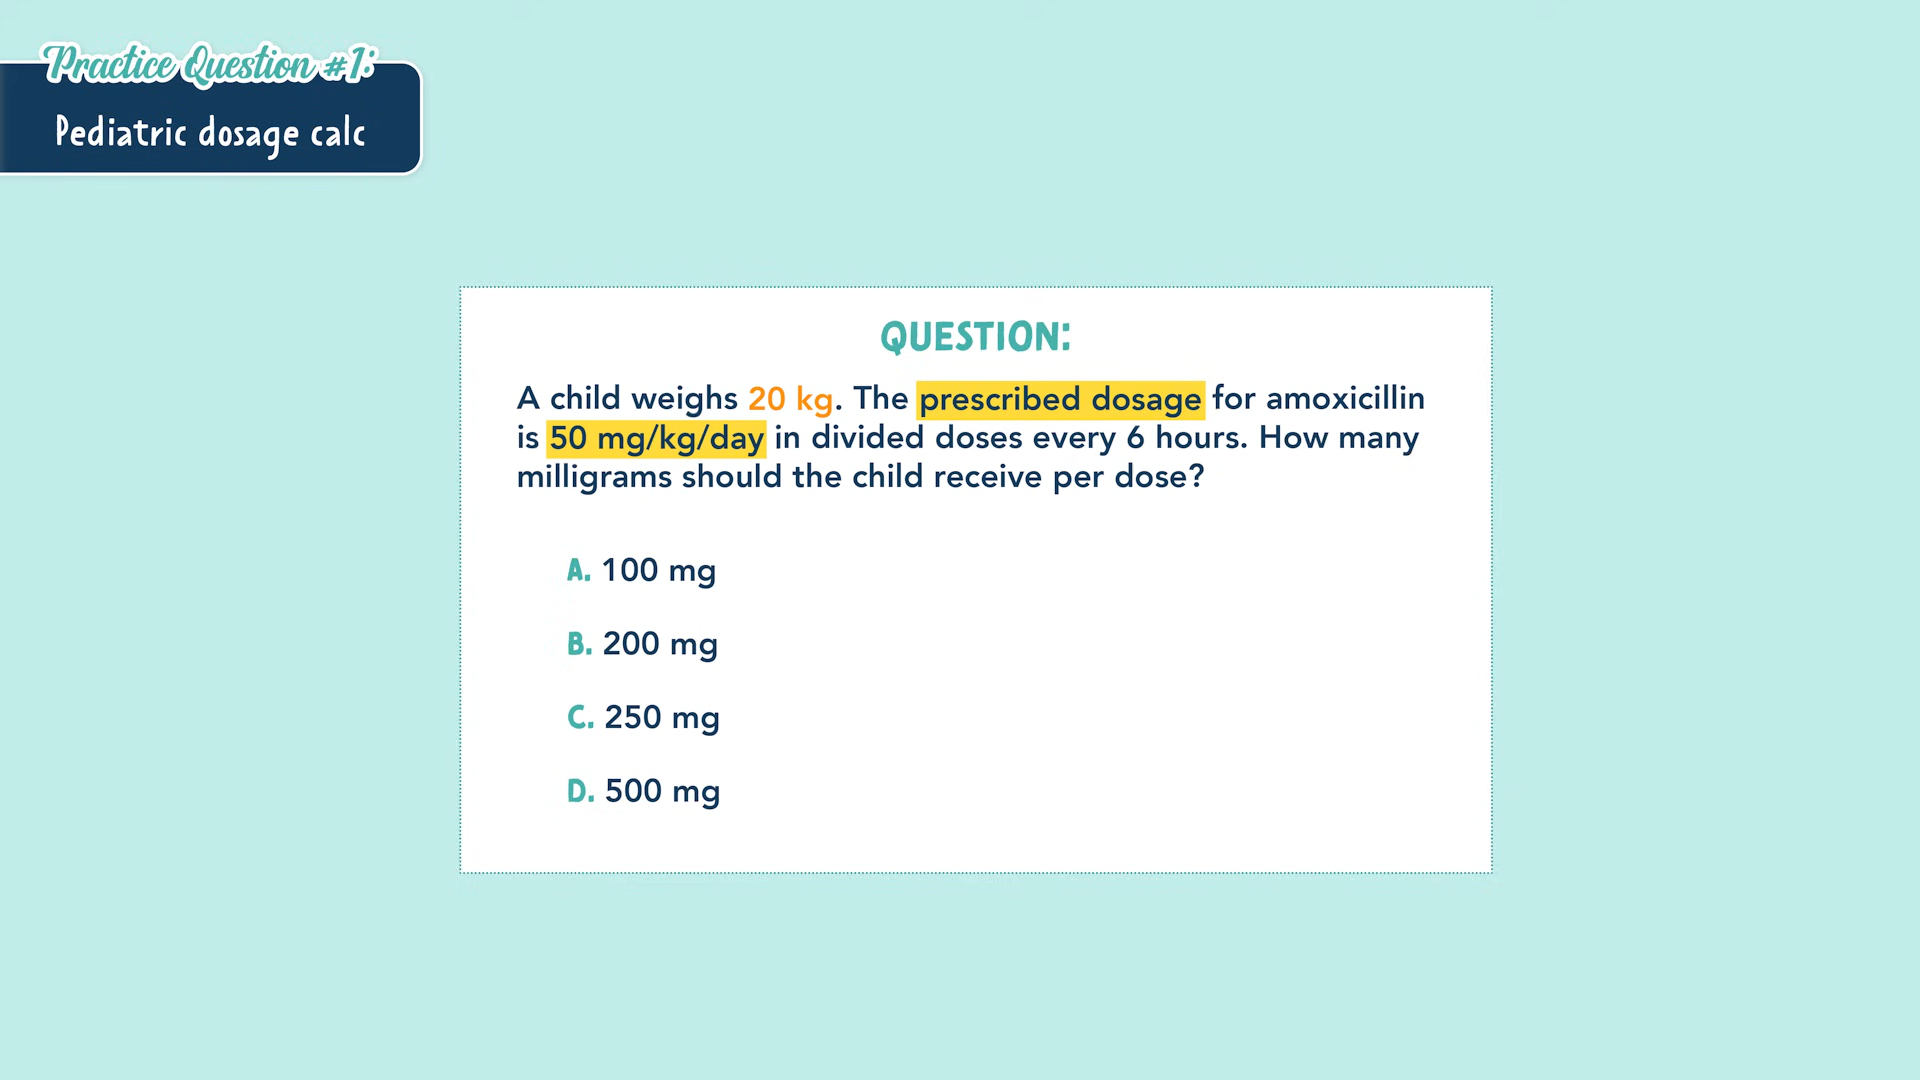 Practice Question #1:
Pediatric dosage calc
QUESTION:
A child weighs 20 kg. The prescribed dosage for amoxicillin
is 50 mg/kg/day in divided doses every 6 hours. How many
milligrams should the child receive per dose?
A. 100 mg
B. 200 mg
C. 250 mg
D. 500 mg